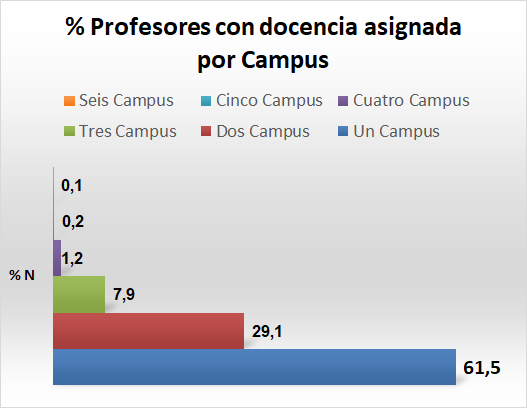 % Profesores con docencia asignada
por Campus
Seis Campus Cinco Campus Cuatro Campus
Tres Campus Dos Campus Un Campus
0,1
0,2
1,2
% N
7,9
29,1
61,5